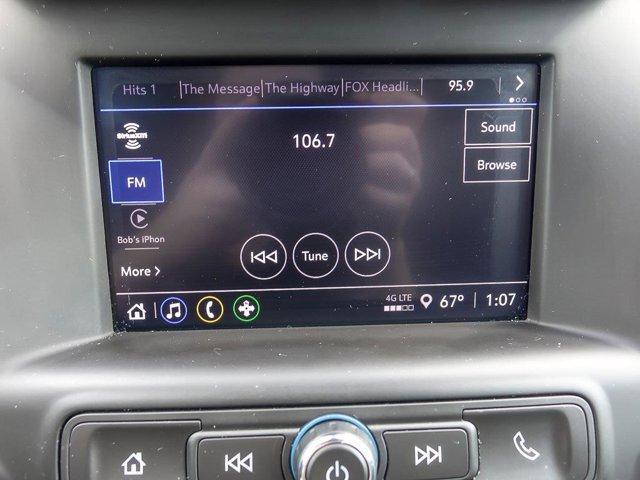 Hits 1 The Message The Highway FOX Headli... 95.9
SiriusXM
106.7
Sound
FM
Browse
Bob's iPhon
Tune
More
4G LTE 67° 1:07